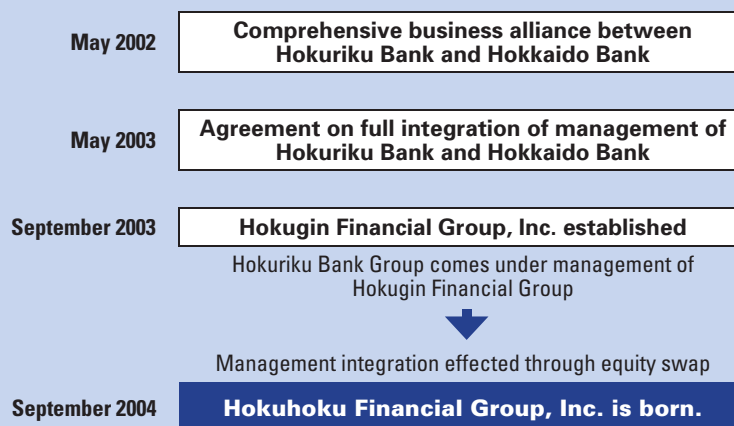 May 2002
Comprehensive business alliance between
Hokuriku Bank and Hokkaido Bank
May 2003
Agreement on full integration of management of
Hokuriku Bank and Hokkaido Bank
September 2003
Hokugin Financial Group, Inc. established
Hokuriku Bank Group comes under management of
Hokugin Financial Group
Management integration effected through equity swap
September 2004
Hokuhoku Financial Group, Inc. is born.